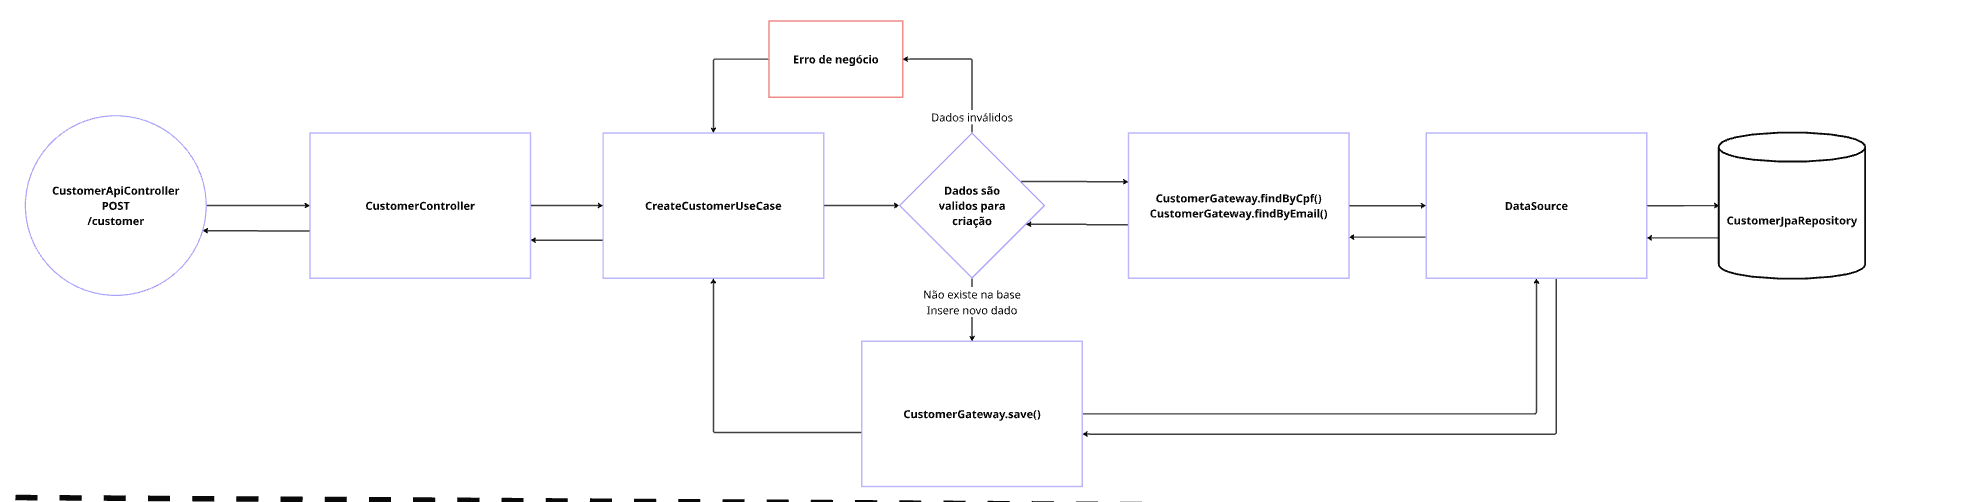 Erro de negócio
Dados inválidos
CustomerApiController
POST
/customer
CustomerController
CreateCustomerUseCase
Dados são
validos para
criação
CustomerGateway.findByCpf()
CustomerGateway.findByEmail()
DataSource
CustomerJpaRepository
Não existe na base
Insere novo dado
CustomerGateway.save()